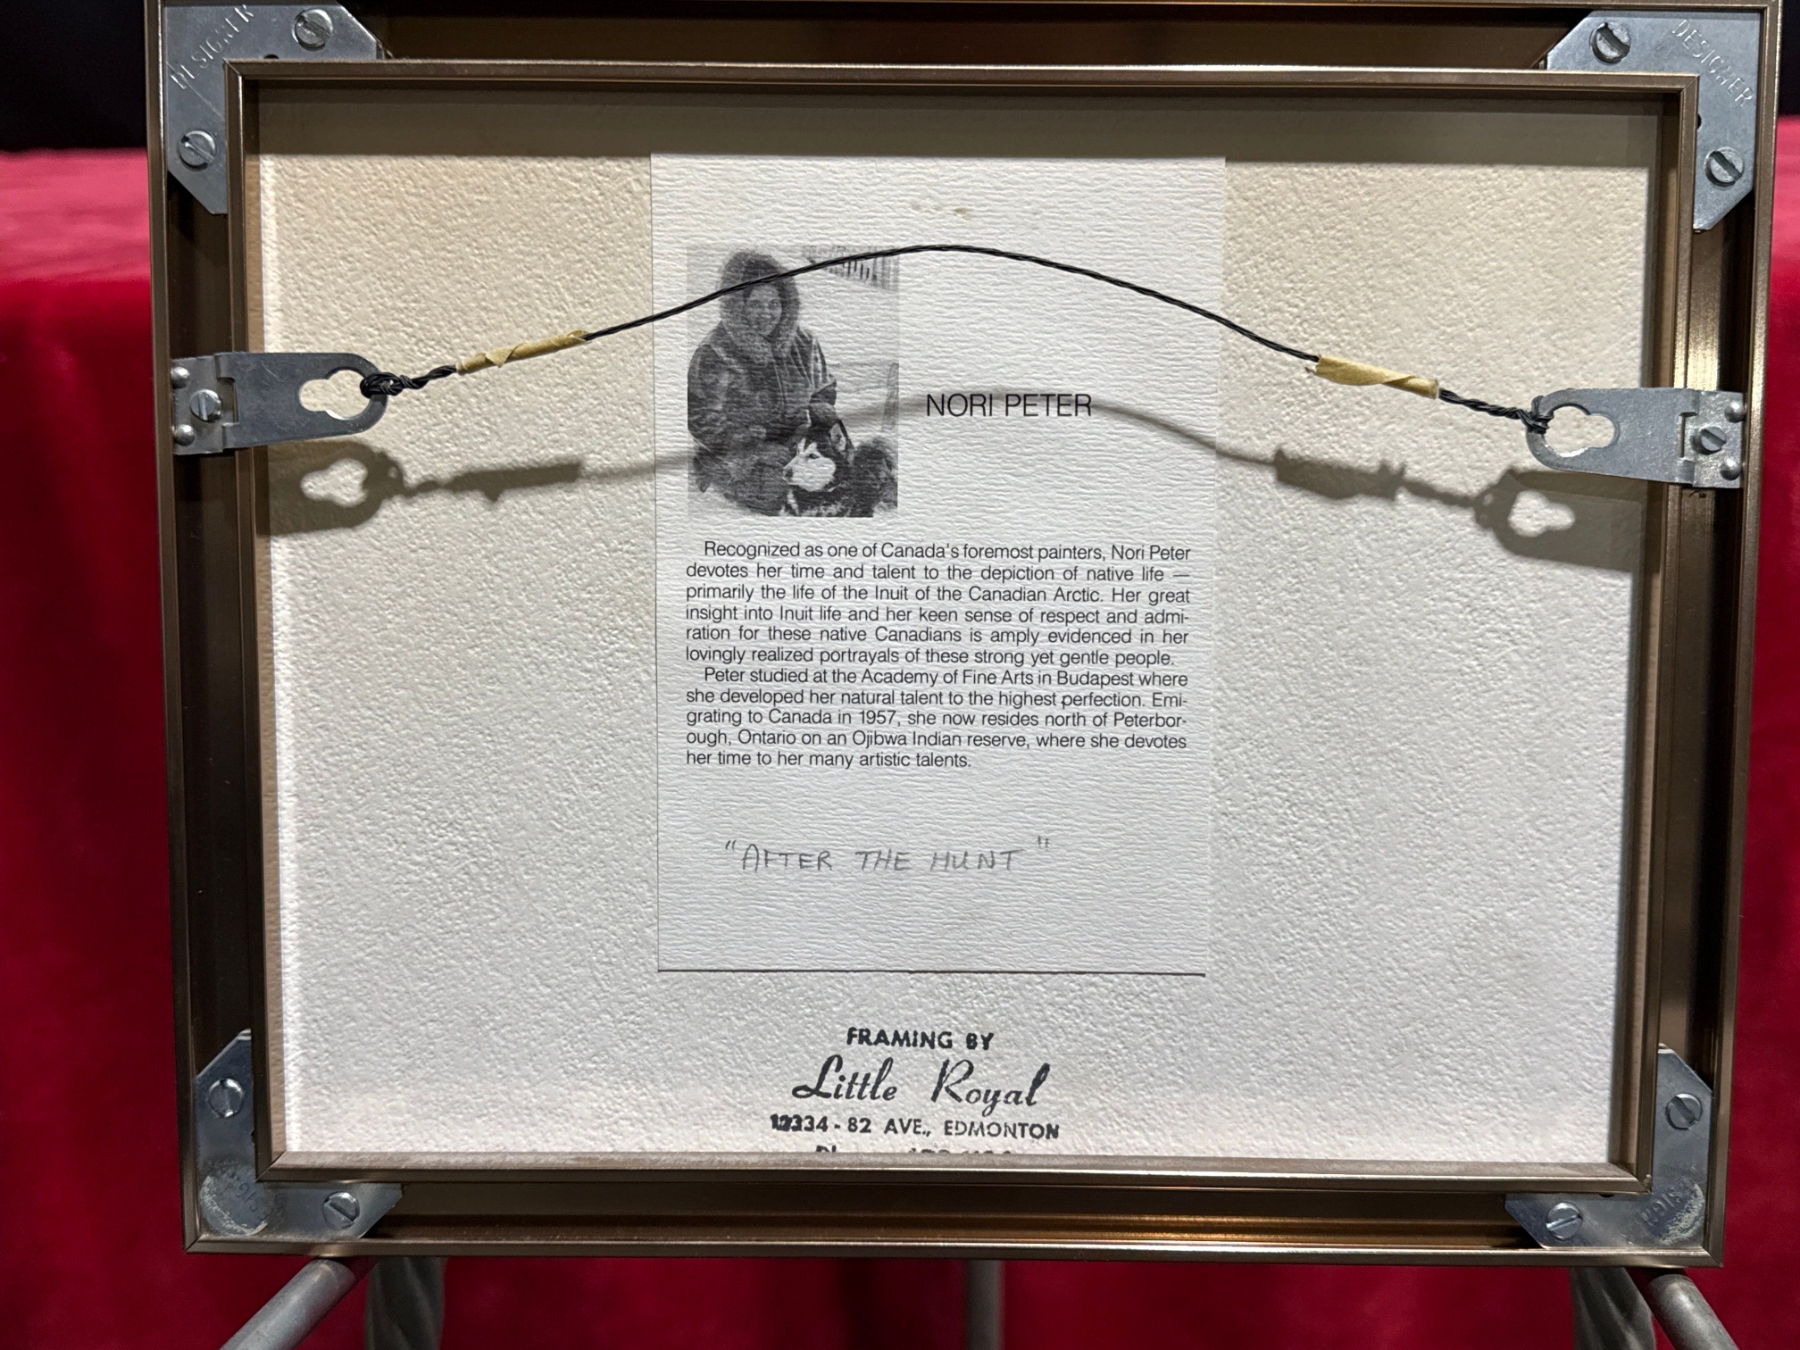 DESIGNER
DESIGNER
NORI PETER
Recognized as one of Canada's foremost painters, Nori Peter
devotes her time and talent to the depiction of native life —
primarily the life of the Inuit of the Canadian Arctic. Her great
insight into Inuit life and her keen sense of respect and admi-
ration for these native Canadians is amply evidenced in her
lovingly realized portrayals of these strong yet gentle people.
Peter studied at the Academy of Fine Arts in Budapest where
she developed her natural talent to the highest perfection. Emi-
grating to Canada in 1957, she now resides north of Peterbor-
ough, Ontario on an Ojibwa Indian reserve, where she devotes
her time to her many artistic talents.
"AFTER THE HUNT"
FRAMING BY
Little Royal
- 82 AVE., EDMONTON